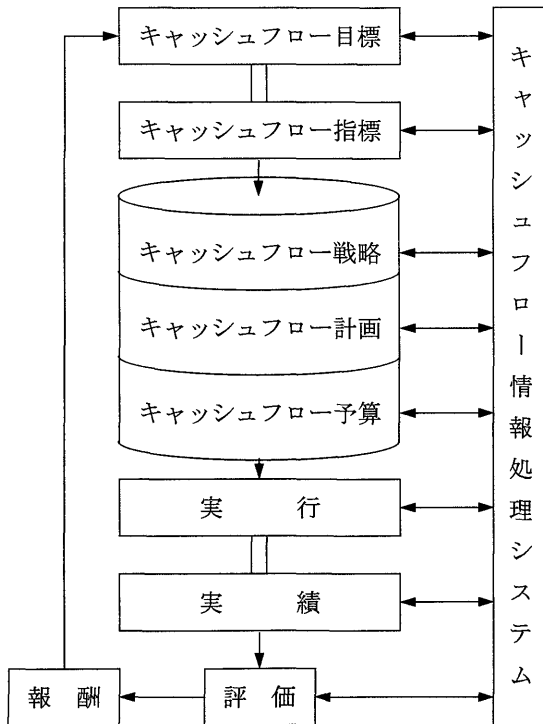 キャッシュフロー目標
キャッシュフロー指標
キャッシュフロー戦略
キャッシュフロー計画
キャッシュフロー予算
実行
実績
報酬
評価
キャッシュフロー情報処理システム